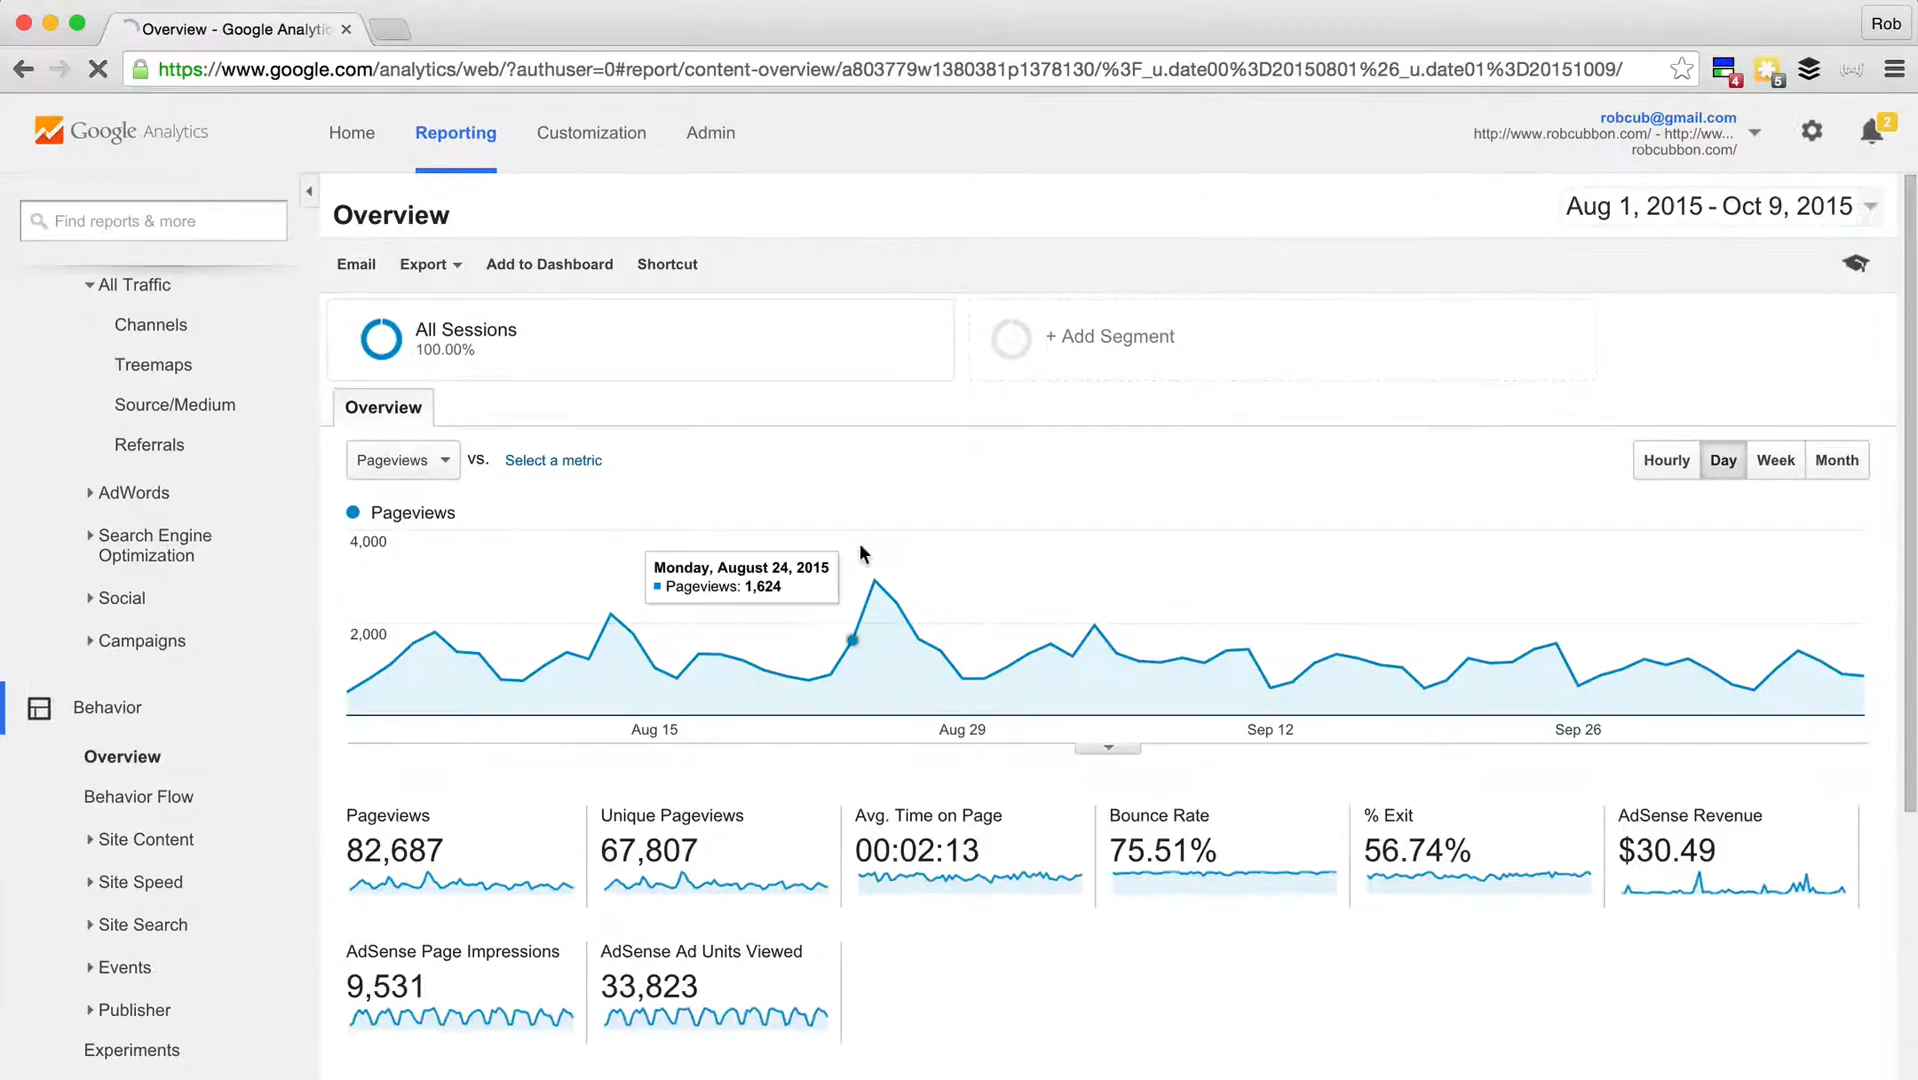 Overview - Google Analytic
Rob
https://www.google.com/analytics/web/?authuser=0#report/content-overview/a803779w1380381p1378130/%3F_u.date00%3D20150801%26_u.date01%3D20151009/
4
5
Google Analytics
Home
Reporting
Customization
Admin
robcub@gmail.com
http://www.robcubbon.com/ - http://ww...
robcubbon.com/
2
Find reports & more
Overview
Aug 1, 2015 - Oct 9, 2015
Email
Export
Add to Dashboard
Shortcut
All Traffic
Channels
Treemaps
Source/Medium
Referrals
AdWords
Search Engine
Optimization
Social
Campaigns
Behavior
Overview
Behavior Flow
Site Content
Site Speed
Site Search
Events
Publisher
Experiments
All Sessions
100.00%
+ Add Segment
Overview
Pageviews
vs.
Select a metric
Hourly
Day
Week
Month
Pageviews
4,000
2,000
Monday, August 24, 2015
Pageviews: 1,624
Aug 15
Aug 29
Sep 12
Sep 26
Pageviews
82,687
Unique Pageviews
67,807
Avg. Time on Page
00:02:13
Bounce Rate
75.51%
% Exit
56.74%
AdSense Revenue
$30.49
AdSense Page Impressions
9,531
AdSense Ad Units Viewed
33,823